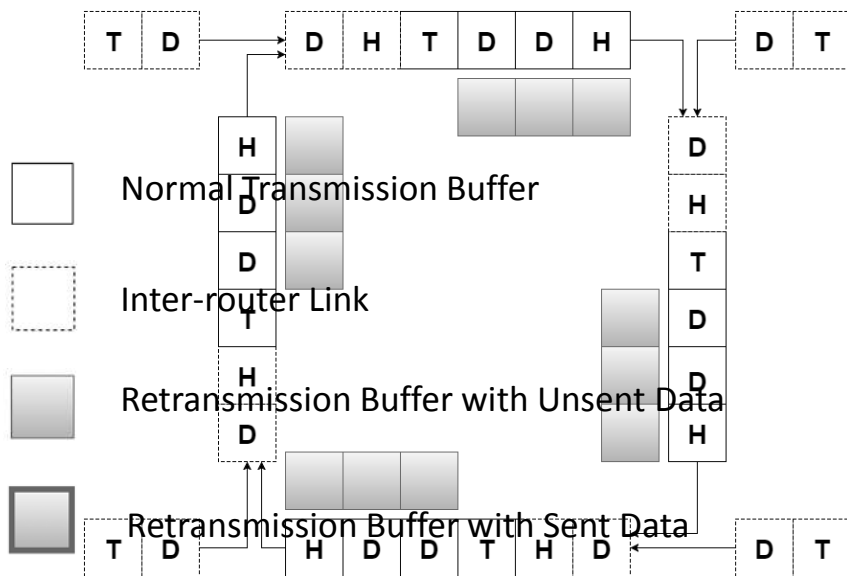 T D D H T D D H D T
H D
D H
Normal Transmission Buffer
D
D T
Inter-router Link
T D
H D
Retransmission Buffer with Unsent Data
D H
Retransmission Buffer with Sent Data
T D H D D T H D D T